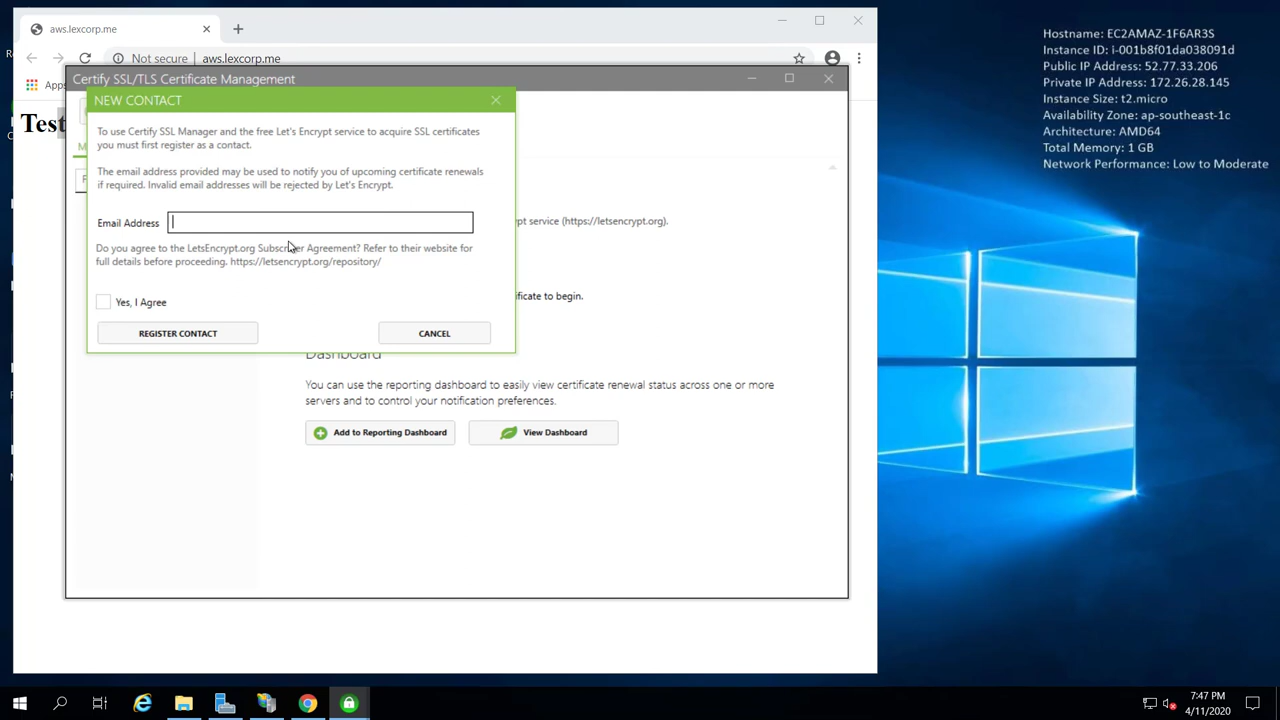 aws.lexcorp.me
Not secure
aws.lexcorp.me
Apps
Hostname: EC2AMAZ-1F6AR3S
Instance ID: i-001b8f01da038091d
Public IP Address: 52.77.33.206
Private IP Address: 172.26.28.145
Instance Size: t2.micro
Availability Zone: ap-southeast-1c
Architecture: AMD64
Total Memory: 1 GB
Network Performance: Low to Moderate
Certify SSL/TLS Certificate Management
NEW CONTACT
Test
To use Certify SSL Manager and the free Let's Encrypt service to acquire SSL certificates
you must first register as a contact.
The email address provided may be used to notify you of upcoming certificate renewals
if required. Invalid email addresses will be rejected by Let's Encrypt.
Email Address
Do you agree to the LetsEncrypt.org Subscriber Agreement? Refer to their website for
full details before proceeding. https://letsencrypt.org/repository/
Yes, I Agree
REGISTER CONTACT
CANCEL
service (https://letsencrypt.org).
to begin.
Dashboard
You can use the reporting dashboard to easily view certificate renewal status across one or more
servers and to control your notification preferences.
Add to Reporting Dashboard
View Dashboard
7:47 PM
4/11/2020